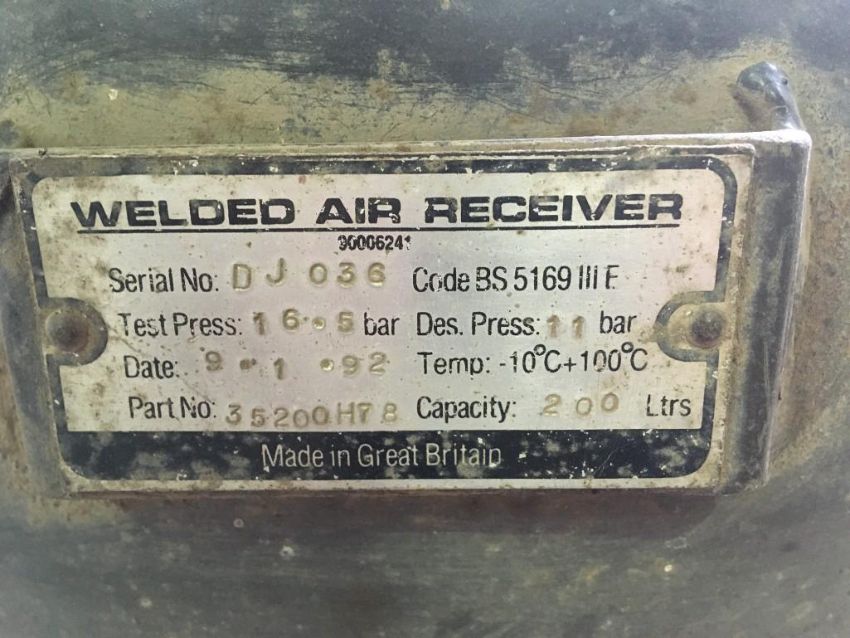 WELDED AIR RECEIVER
90006241
Serial No: DJ 036 Code BS 5169 III E
Test Press: 16.5 bar Des. Press: 11 bar
Date: 9.1.92 Temp: -10°C+100°C
Part No: 35200H78 Capacity: 200 Ltrs
Made in Great Britain